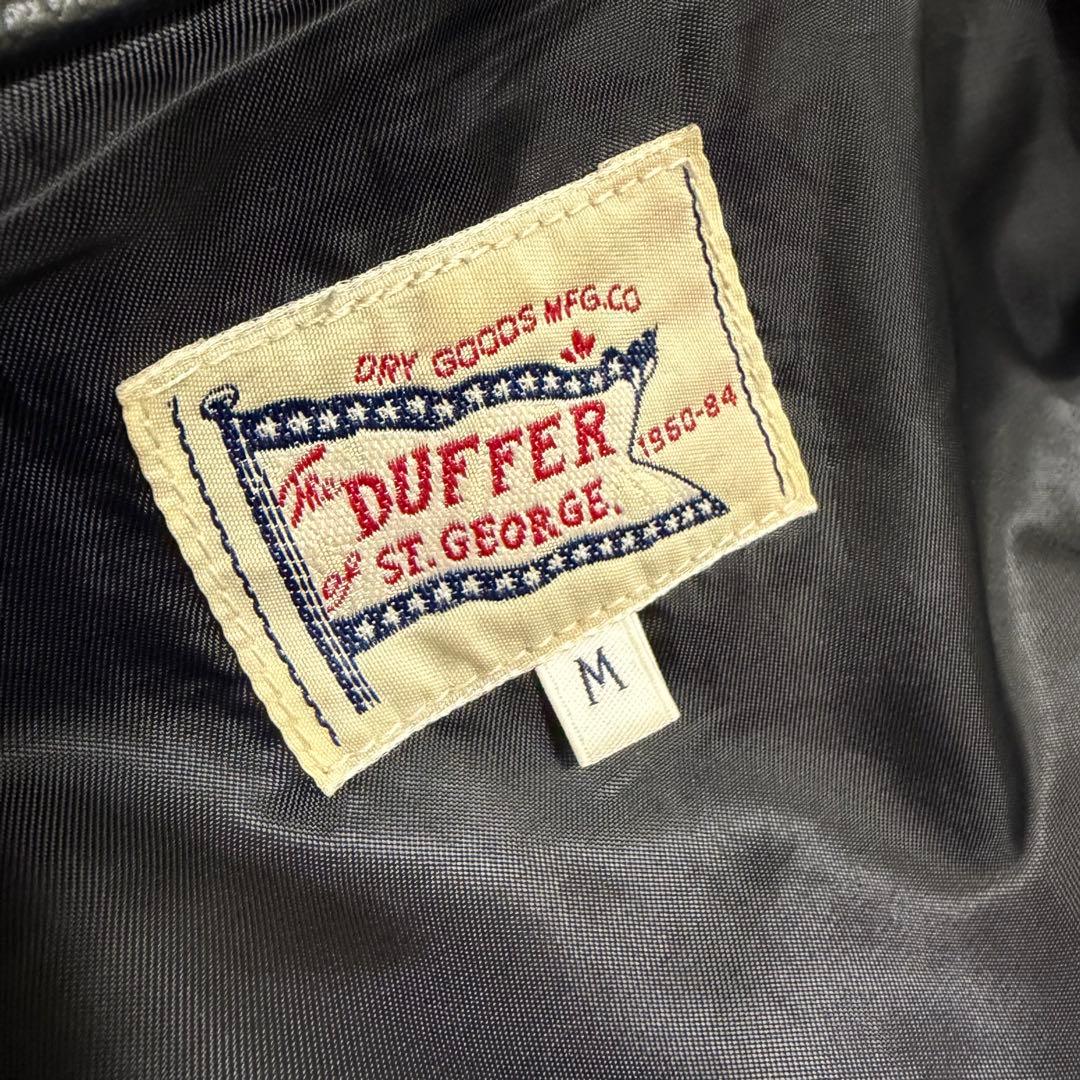 DRY GOODS MFG.CO
The DUFFER
OF ST. GEORGE.
1960-84
M